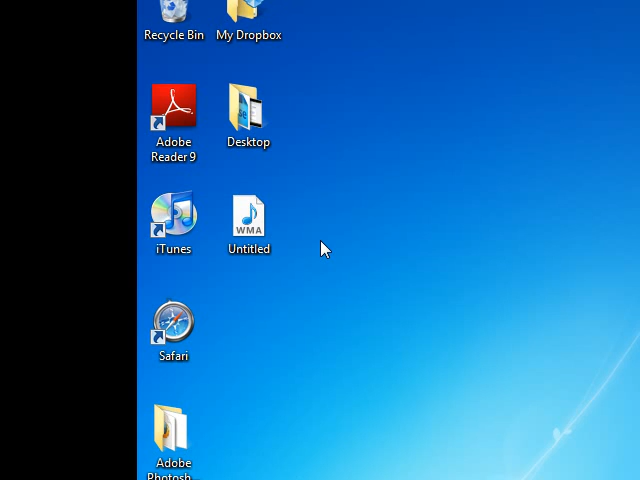 Recycle Bin
My Dropbox
Adobe
Reader 9
Desktop
iTunes
WMA
Untitled
Safari
Adobe
Photosh...